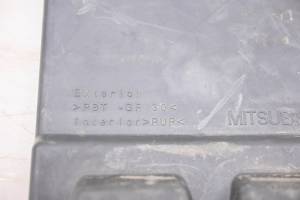 Exterior
>PBT -GF 30<
Interior>PUR<
MITSUB